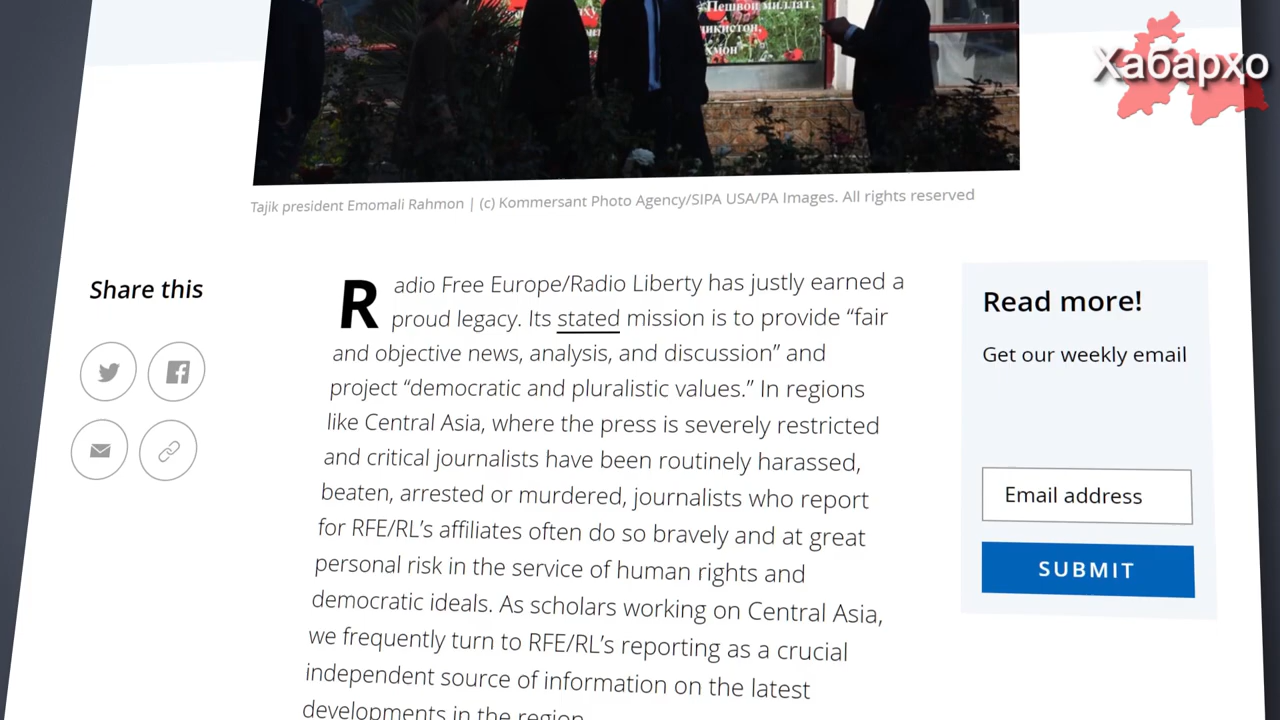 Пешвои миллат,
Хабарҳо
Tajik president Emomali Rahmon | (c) Kommersant Photo Agency/SIPA USA/PA Images. All rights reserved
Share this
Radio Free Europe/Radio Liberty has justly earned a
proud legacy. Its stated mission is to provide “fair
and objective news, analysis, and discussion” and
project “democratic and pluralistic values.” In regions
like Central Asia, where the press is severely restricted
and critical journalists have been routinely harassed,
beaten, arrested or murdered, journalists who report
for RFE/RL’s affiliates often do so bravely and at great
personal risk in the service of human rights and
democratic ideals. As scholars working on Central Asia,
we frequently turn to RFE/RL’s reporting as a crucial
independent source of information on the latest
developments in the region.
Read more!
Get our weekly email
Email address
SUBMIT